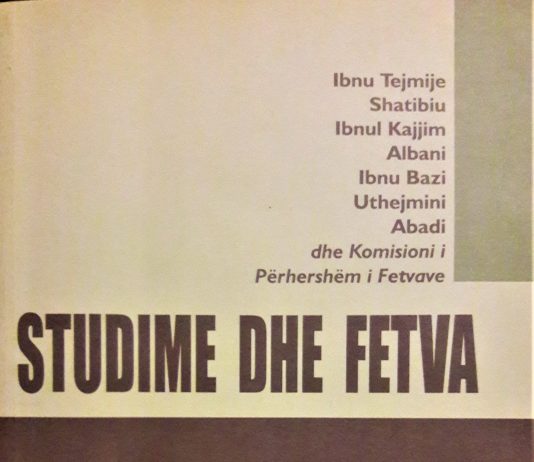 Ibnu Tejmije
Shatibiu
Ibnul Kajjim
Albani
Ibnu Bazi
Uthejmini
Abadi
dhe Komisioni i
Përhershëm i Fetvave
STUDIME DHE FETVA